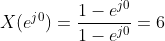 X(e^{j0}) = \frac{1 - e^{j0}}{1 - e^{j0}} = 6